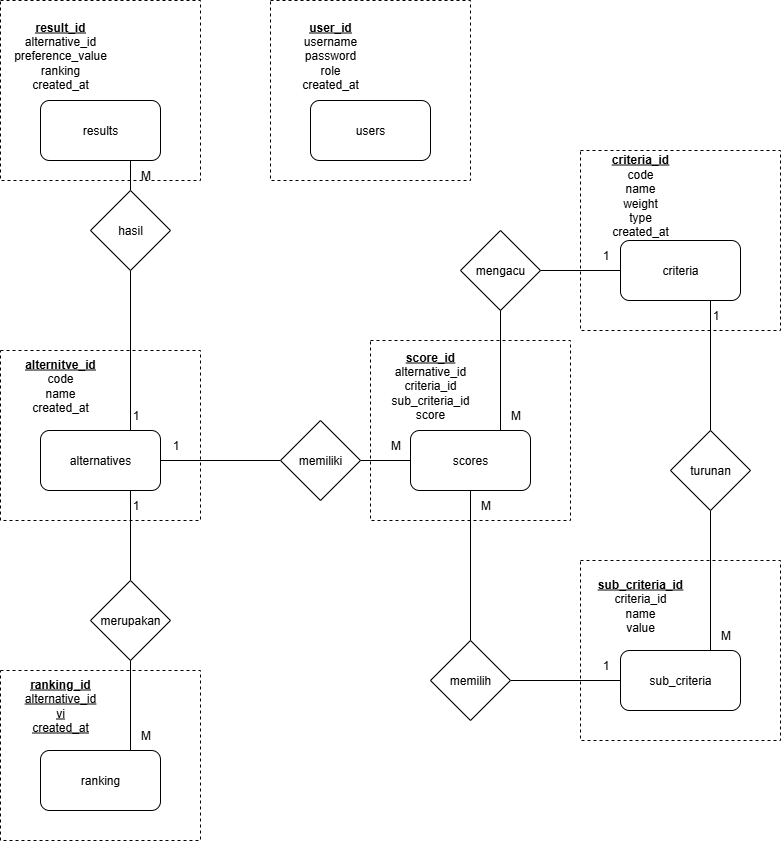 result_id
alternative_id
preference_value
ranking
created_at
results
M
hasil
user_id
username
password
role
created_at
users
criteria_id
code
name
weight
type
created_at
criteria
1
1
mengacu
alternitve_id
code
name
created_at
1
alternatives
1
1
memiliki
M
score_id
alternative_id
criteria_id
sub_criteria_id
score
M
scores
M
turunan
merupakan
memilih
1
sub_criteria_id
criteria_id
name
value
M
sub_criteria
ranking_id
alternative_id
vi
created_at
M
ranking